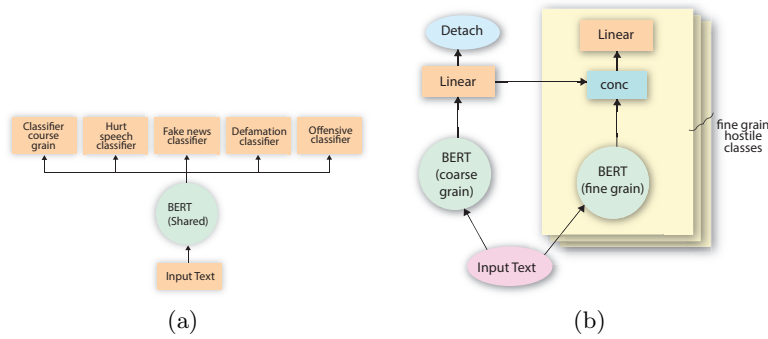 Classifier
course
grain
Hurt
speech
classifier
Fake news
classifier
Defamation
classifier
Offensive
classifier
BERT
(Shared)
Input Text
(a)
Detach
Linear
Linear
conc
BERT
(coarse
grain)
BERT
(fine grain)
fine grain
hostile
classes
Input Text
(b)